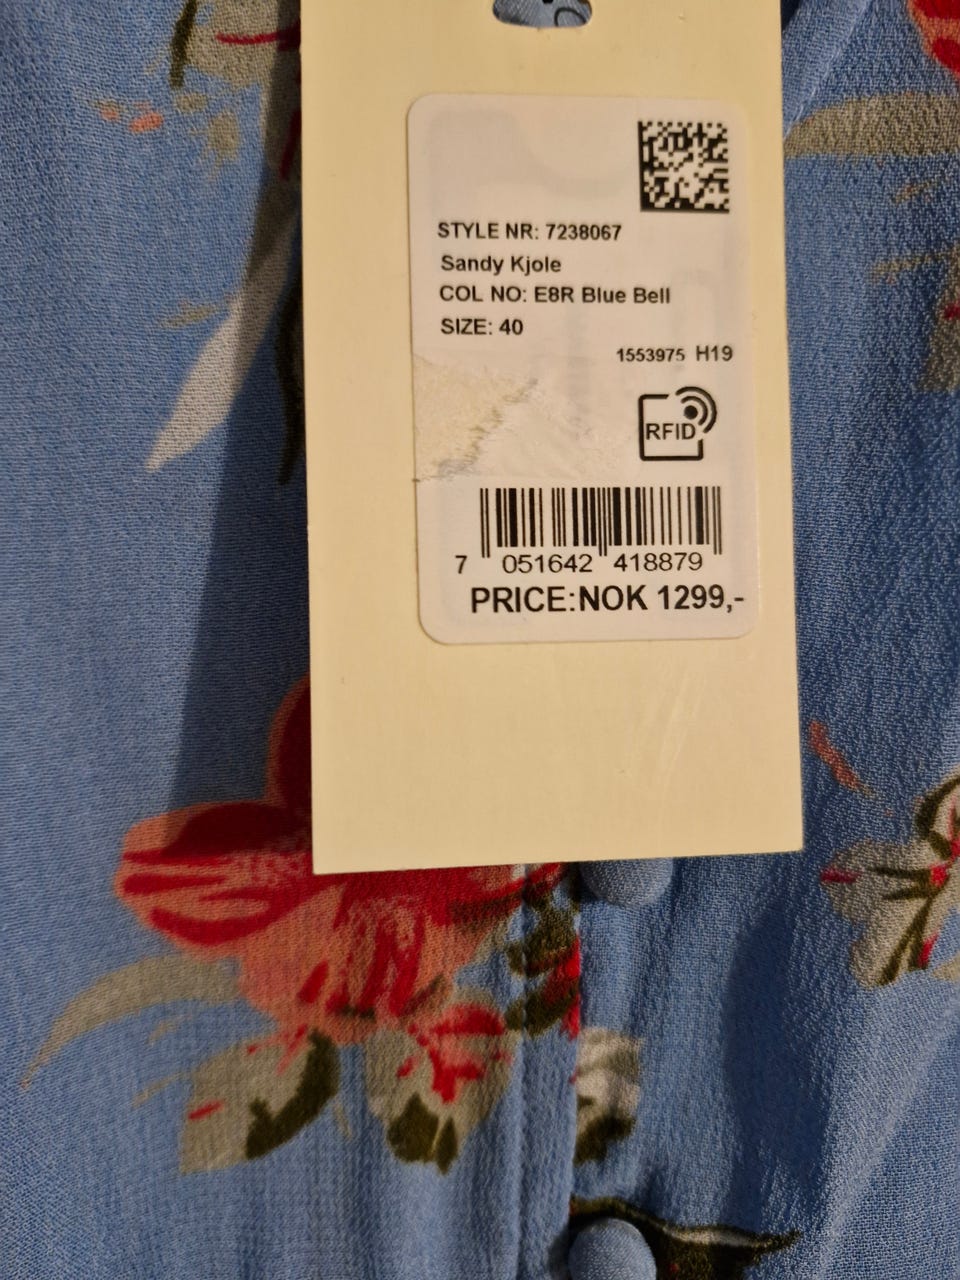 STYLE NR: 7238067
Sandy Kjole
COL NO: E8R Blue Bell
SIZE: 40
1553975 H19
RFID
7 051642 418879
PRICE:NOK 1299,-